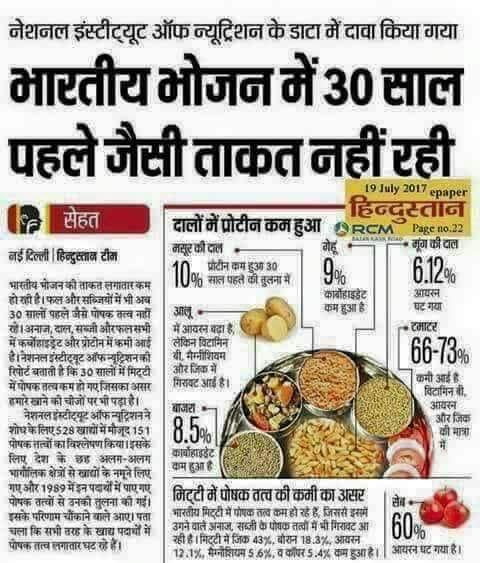 नेशनल इंस्टीट्यूट ऑफ न्यूट्रिशन के डाटा में दावा किया गया
भारतीय भोजन में 30 साल
पहले जैसी ताकत नहीं रही
19 July 2017 epaper
हिन्दुस्तान
RCM Page no.22
सेहत
नई दिल्ली | हिन्दुस्तान टीम
भारतीय भोजन की ताकत लगातार कम
हो रही है। फल और सब्जियों में भी अब
30 सालों पहले जैसे पोषक तत्व नहीं
रहे। अनाज, दाल, सब्जी और फल सभी
में कार्बोहाइड्रेट और प्रोटीन में कमी आई
है। नेशनल इंस्टीट्यूट ऑफ न्यूट्रिशन की
रिपोर्ट बताती है कि 30 सालों में मिट्टी
में पोषक तत्व कम हो गए जिसका असर
हमारे खाने की चीजों पर भी पड़ा है।
नेशनल इंस्टीट्यूट ऑफ न्यूट्रिशन ने
शोध के लिए 528 खाद्यों में मौजूद 151
पोषक तत्वों का विश्लेषण किया। इसके
लिए देश के छह अलग-अलग
भागौलिक क्षेत्रों से खाद्यों के नमूने लिए
गए और 1989 में इन पदार्थों में पाए गए
पोषक तत्वों से उनकी तुलना की गई।
इसके परिणाम चौंकाने वाले आए। पता
चला कि सभी तरह के खाद्य पदार्थों में
पोषक तत्व लगातार घट रहे हैं।
दालों में प्रोटीन कम हुआ
मसूर की दाल
10% प्रोटीन कम हुआ 30
साल पहले की तुलना में
गेहूं
9%
कार्बोहाइड्रेट
कम हुआ है
मूंग की दाल
6.12%
आयरन
घट गया
आलू
में आयरन बढ़ा है,
लेकिन विटामिन
बी, मैग्नीशियम
और जिंक में
गिरावट आई है।
टमाटर
66-73%
कमी आई है
विटामिन बी,
आयरन
और जिंक
की मात्रा
में
बाजरा
8.5%
कार्बोहाइड्रेट
कम हुआ है
मिट्टी में पोषक तत्व की कमी का असर
भारतीय मिट्टी में पोषक तत्व कम हो रहे हैं, जिससे इसमें
उगने वाले अनाज, सब्जी के पोषक तत्वों में भी गिरावट आ
रही है। मिट्टी में जिंक 43%, बोरान 18.3%, आयरन
12.1%, मैग्नीशियम 5.6%, व कॉपर 5.4% कम हुआ है।
सेब
60%
आयरन घट गया है।